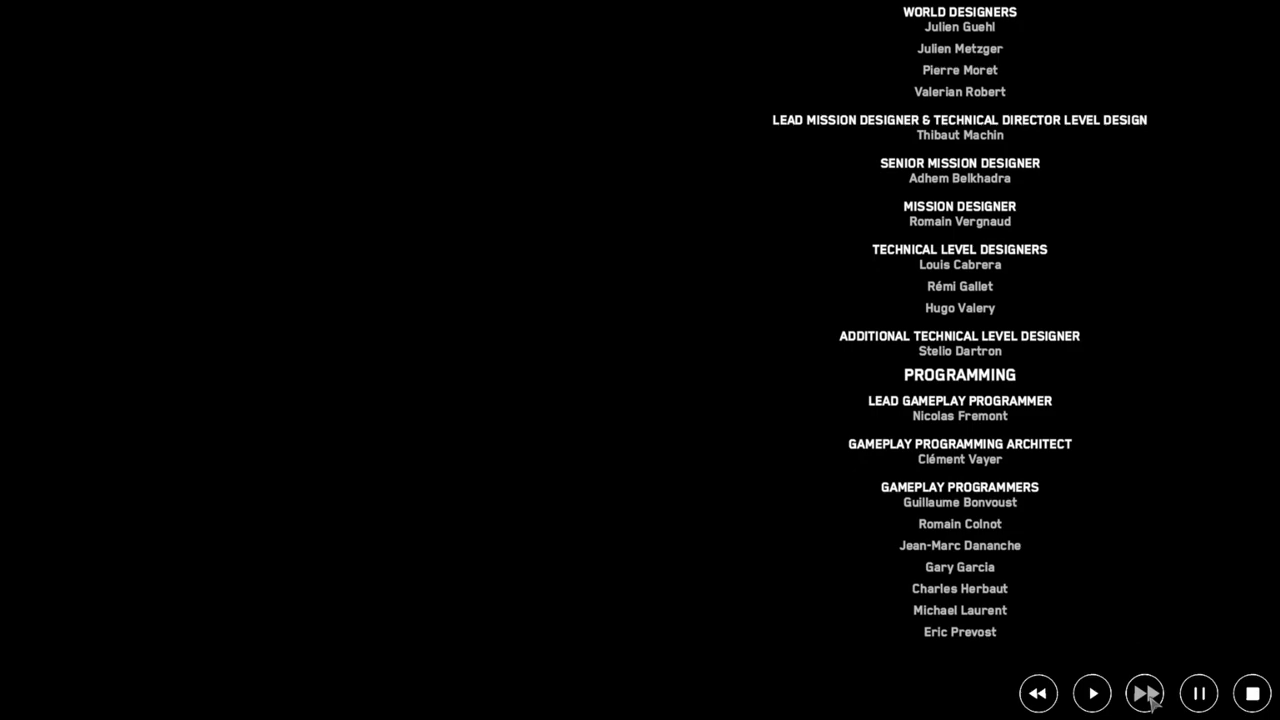 WORLD DESIGNERS
Julien Guehl
Julien Metzger
Pierre Moret
Valerian Robert
LEAD MISSION DESIGNER & TECHNICAL DIRECTOR LEVEL DESIGN
Thibaut Machin
SENIOR MISSION DESIGNER
Adhem Belkhadra
MISSION DESIGNER
Romain Vergnaud
TECHNICAL LEVEL DESIGNERS
Louis Cabrera
Rémi Gallet
Hugo Valery
ADDITIONAL TECHNICAL LEVEL DESIGNER
Stelio Dartron
PROGRAMMING
LEAD GAMEPLAY PROGRAMMER
Nicolas Fremont
GAMEPLAY PROGRAMMING ARCHITECT
Clément Vayer
GAMEPLAY PROGRAMMERS
Guillaume Bonvoust
Romain Colnot
Jean-Marc Dananche
Gary Garcia
Charles Herbaut
Michael Laurent
Eric Prevost